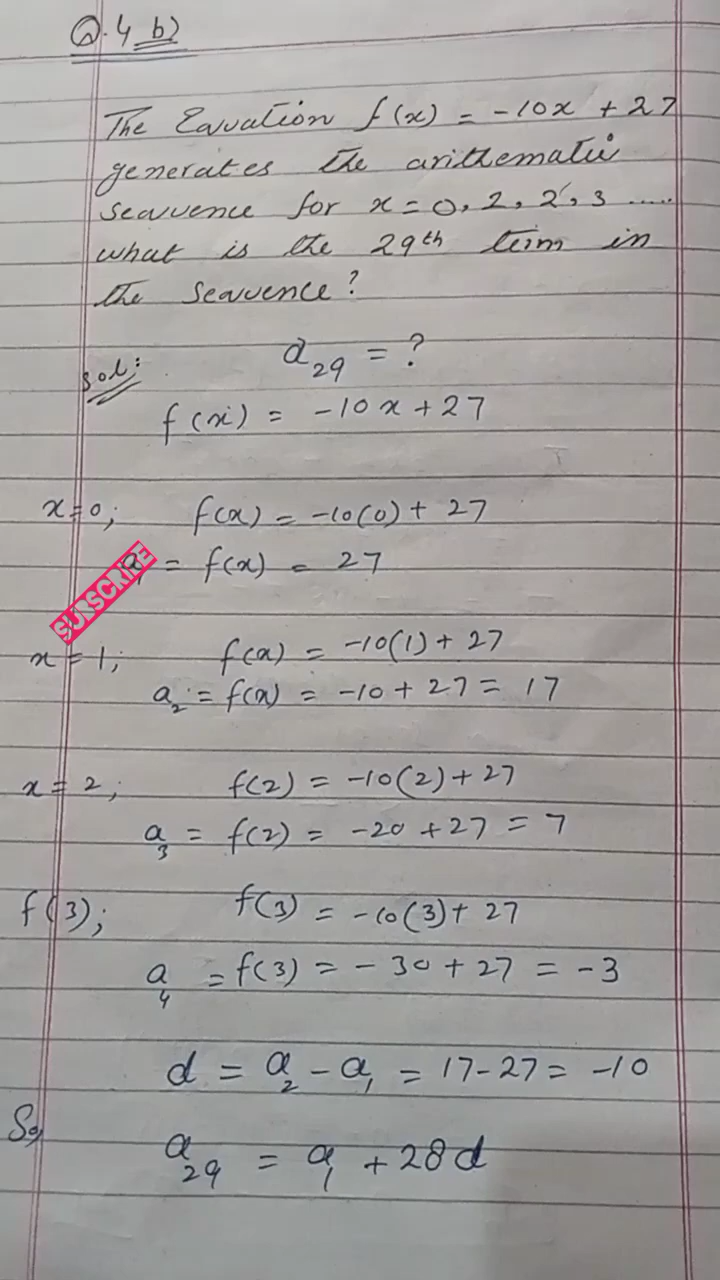 Q.4 b)
The Equation f(x) = -10x + 27
generates the arithematic
sequence for x = 0, 2, 2, 3 .....
what is the 29th term in
the sequence?
Sol:
a29 = ?
f(x) = -10x + 27
x=0; f(x) = -10(0) + 27
a1 = f(x) = 27
SUBSCRIBE
x = 1; f(x) = -10(1) + 27
a2 = f(x) = -10 + 27 = 17
x = 2; f(2) = -10(2) + 27
a3 = f(2) = -20 + 27 = 7
f(3); f(3) = -10(3) + 27
a4 = f(3) = -30 + 27 = -3
d = a2 - a1 = 17-27 = -10
So,
a29 = a1 + 28d